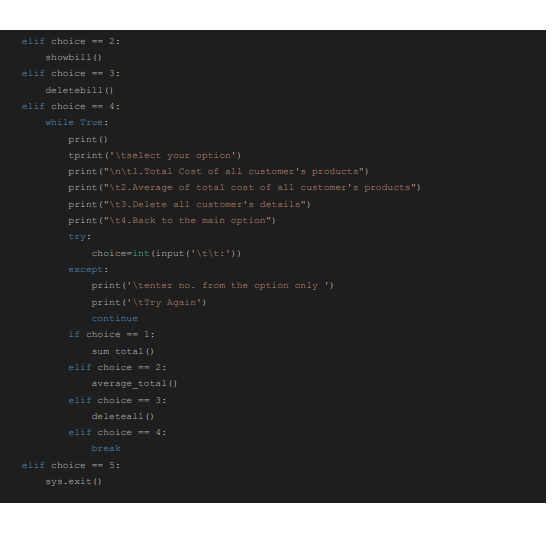 elif choice == 2:
    showbill()
elif choice == 3:
    deletebill()
elif choice == 4:
    while True:
        print()
        tprint('\tselect your option')
        print("\n\t1.Total Cost of all customer's products")
        print("\t2.Average of total cost of all customer's products")
        print("\t3.Delete all customer's details")
        print("\t4.Back to the main option")
        try:
            choice=int(input('\t\t:'))
        except:
            print('\tenter no. from the option only ')
            print('\tTry Again')
            continue
        if choice == 1:
            sum total()
        elif choice == 2:
            average_total()
        elif choice == 3:
            deleteall()
        elif choice == 4:
            break
elif choice == 5:
    sys.exit()